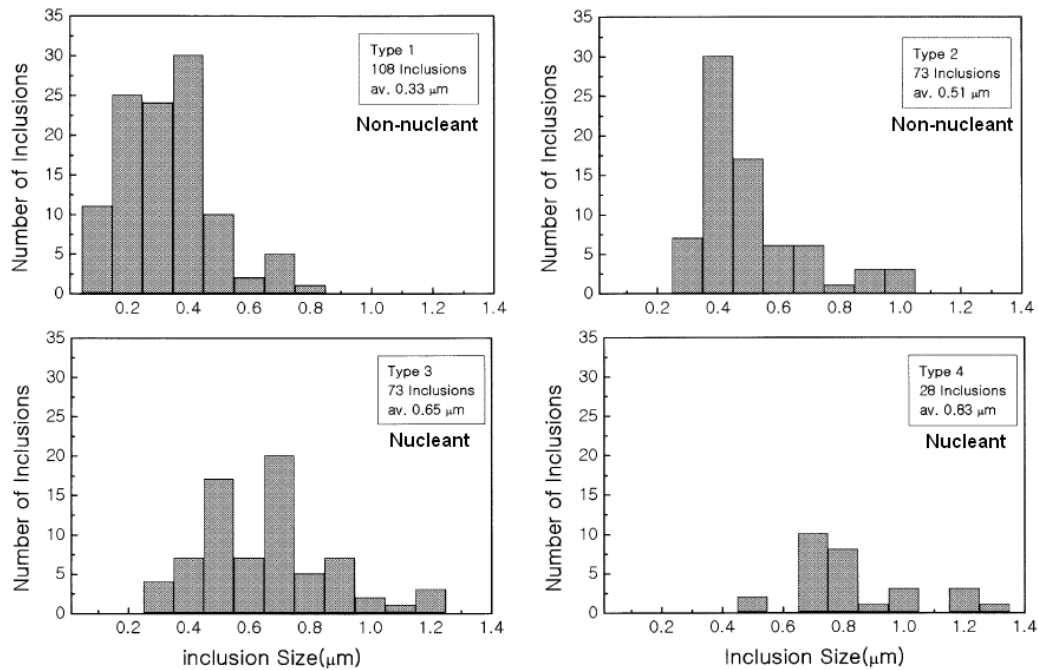 35
30
25
20
15
10
5
0
Number of Inclusions
Type 1
108 Inclusions
av. 0.33 μm
Non-nucleant
0.2 0.4 0.6 0.8 1.0 1.2 1.4
35
30
25
20
15
10
5
0
Number of Inclusions
Type 2
73 Inclusions
av. 0.51 μm
Non-nucleant
0.2 0.4 0.6 0.8 1.0 1.2 1.4
35
30
25
20
15
10
5
0
Number of Inclusions
Type 3
73 Inclusions
av. 0.65 μm
Nucleant
0.2 0.4 0.6 0.8 1.0 1.2 1.4
inclusion Size(μm)
35
30
25
20
15
10
5
0
Number of Inclusions
Type 4
28 Inclusions
av. 0.83 μm
Nucleant
0.2 0.4 0.6 0.8 1.0 1.2 1.4
Inclusion Size(μm)